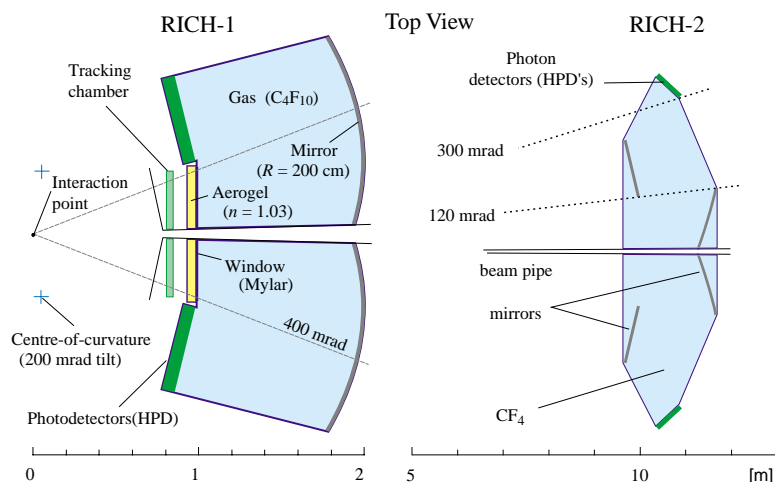 RICH-1
Top View
RICH-2
Tracking
chamber
Gas (C₄F₁₀)
Mirror
(R = 200 cm)
Interaction
point
Aerogel
(n = 1.03)
Window
(Mylar)
Centre-of-curvature
(200 mrad tilt)
400 mrad
Photodetectors(HPD)
0
1
2
Photon
detectors (HPD's)
300 mrad
120 mrad
beam pipe
mirrors
CF₄
5
10
[m]